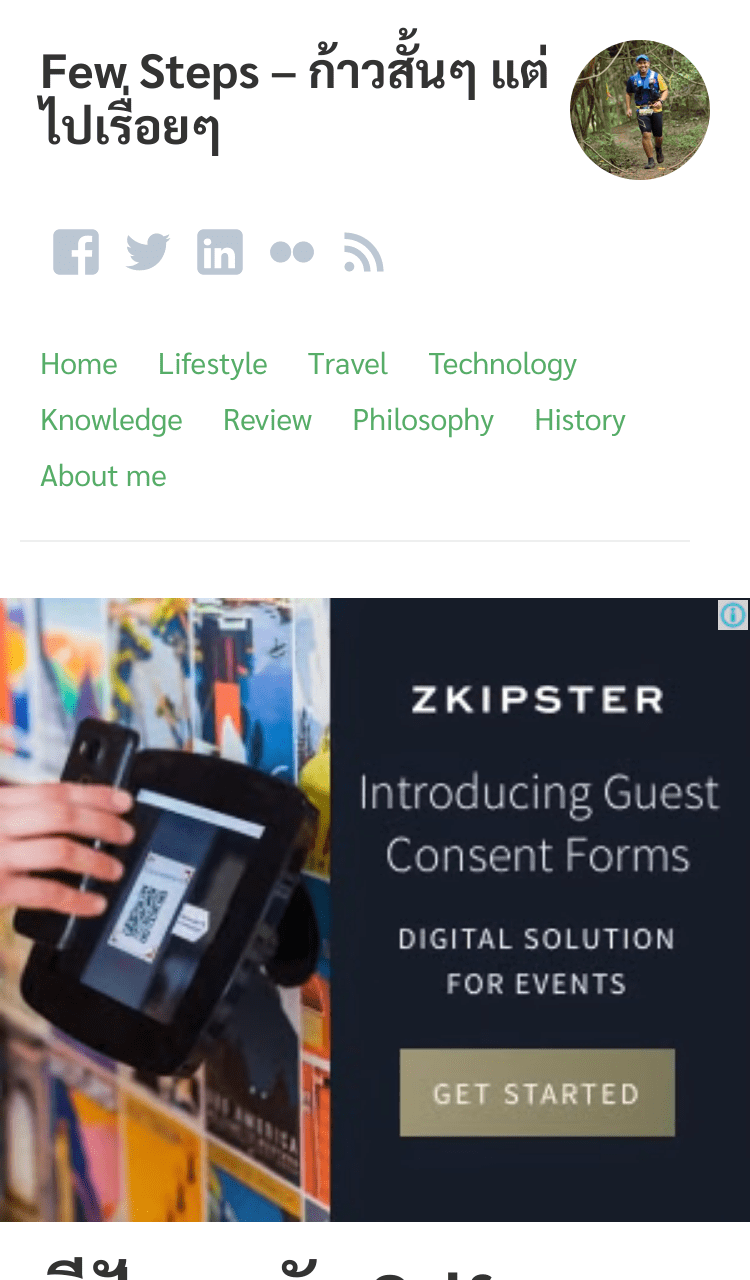 Few Steps – ก้าวสั้นๆ แต่
ไปเรื่อยๆ
Home Lifestyle Travel Technology
Knowledge Review Philosophy History
About me
ZKIPSTER
Introducing Guest
Consent Forms
DIGITAL SOLUTION
FOR EVENTS
GET STARTED